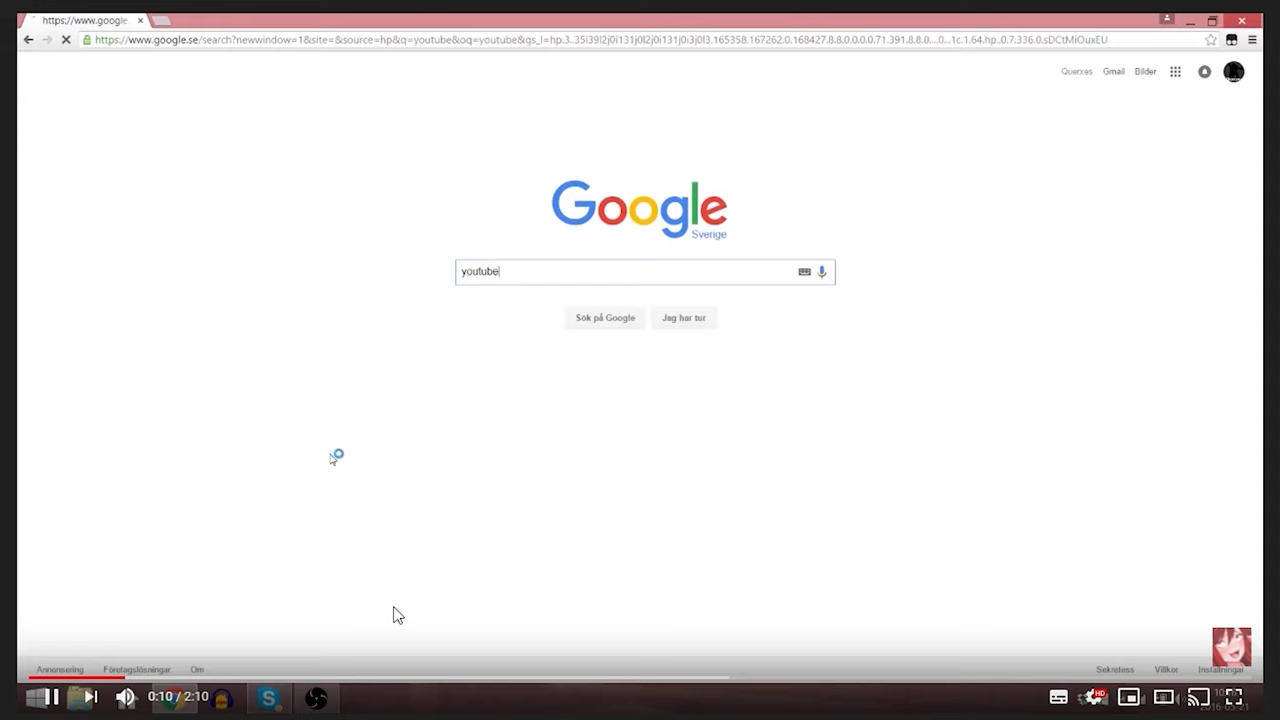 https://www.google
https://www.google.se/search?newwindow=1&site=&source=hp&q=youtube&oq=youtube&gs_l=hp.3..35i39l2j0i131j0l2j0i131j0i3j0l3.165358.167262.0.168427.8.8.0.0.0.0.71.391.8.8.0....0...1c.1.64.hp..0.7.336.0.sDCtMiOuxEU
Querxes Gmail Bilder
Google
Sverige
youtube
Sök på Google Jag har tur
Annonsering Företagslösningar Om Sekretess Villkor Inställningar
0:10 / 2:10 HD